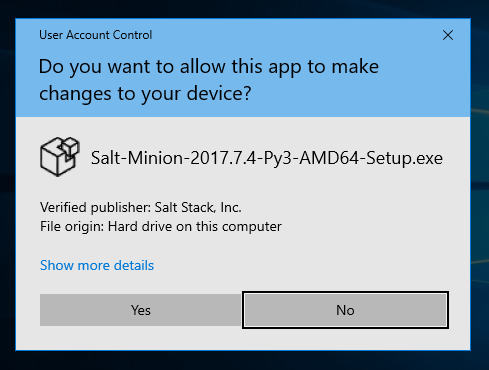 User Account Control
Do you want to allow this app to make
changes to your device?
Salt-Minion-2017.7.4-Py3-AMD64-Setup.exe
Verified publisher: Salt Stack, Inc.
File origin: Hard drive on this computer
Show more details
Yes
No